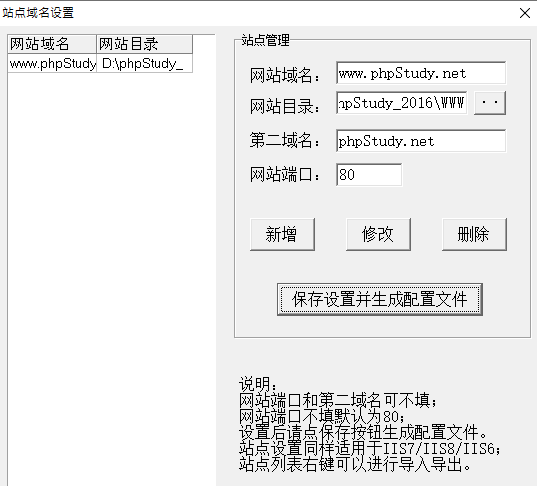 站点域名设置
网站域名 网站目录
www.phpStudy D:\phpStudy_
站点管理
网站域名： www.phpStudy.net
网站目录： hpStudy_2016\WWW ..
第二域名： phpStudy.net
网站端口： 80
新增 修改 删除
保存设置并生成配置文件
说明：
网站端口和第二域名可不填；
网站端口不填默认为80；
设置后请点保存按钮生成配置文件。
站点设置同样适用于IIS7/IIS8/IIS6；
站点列表右键可以进行导入导出。